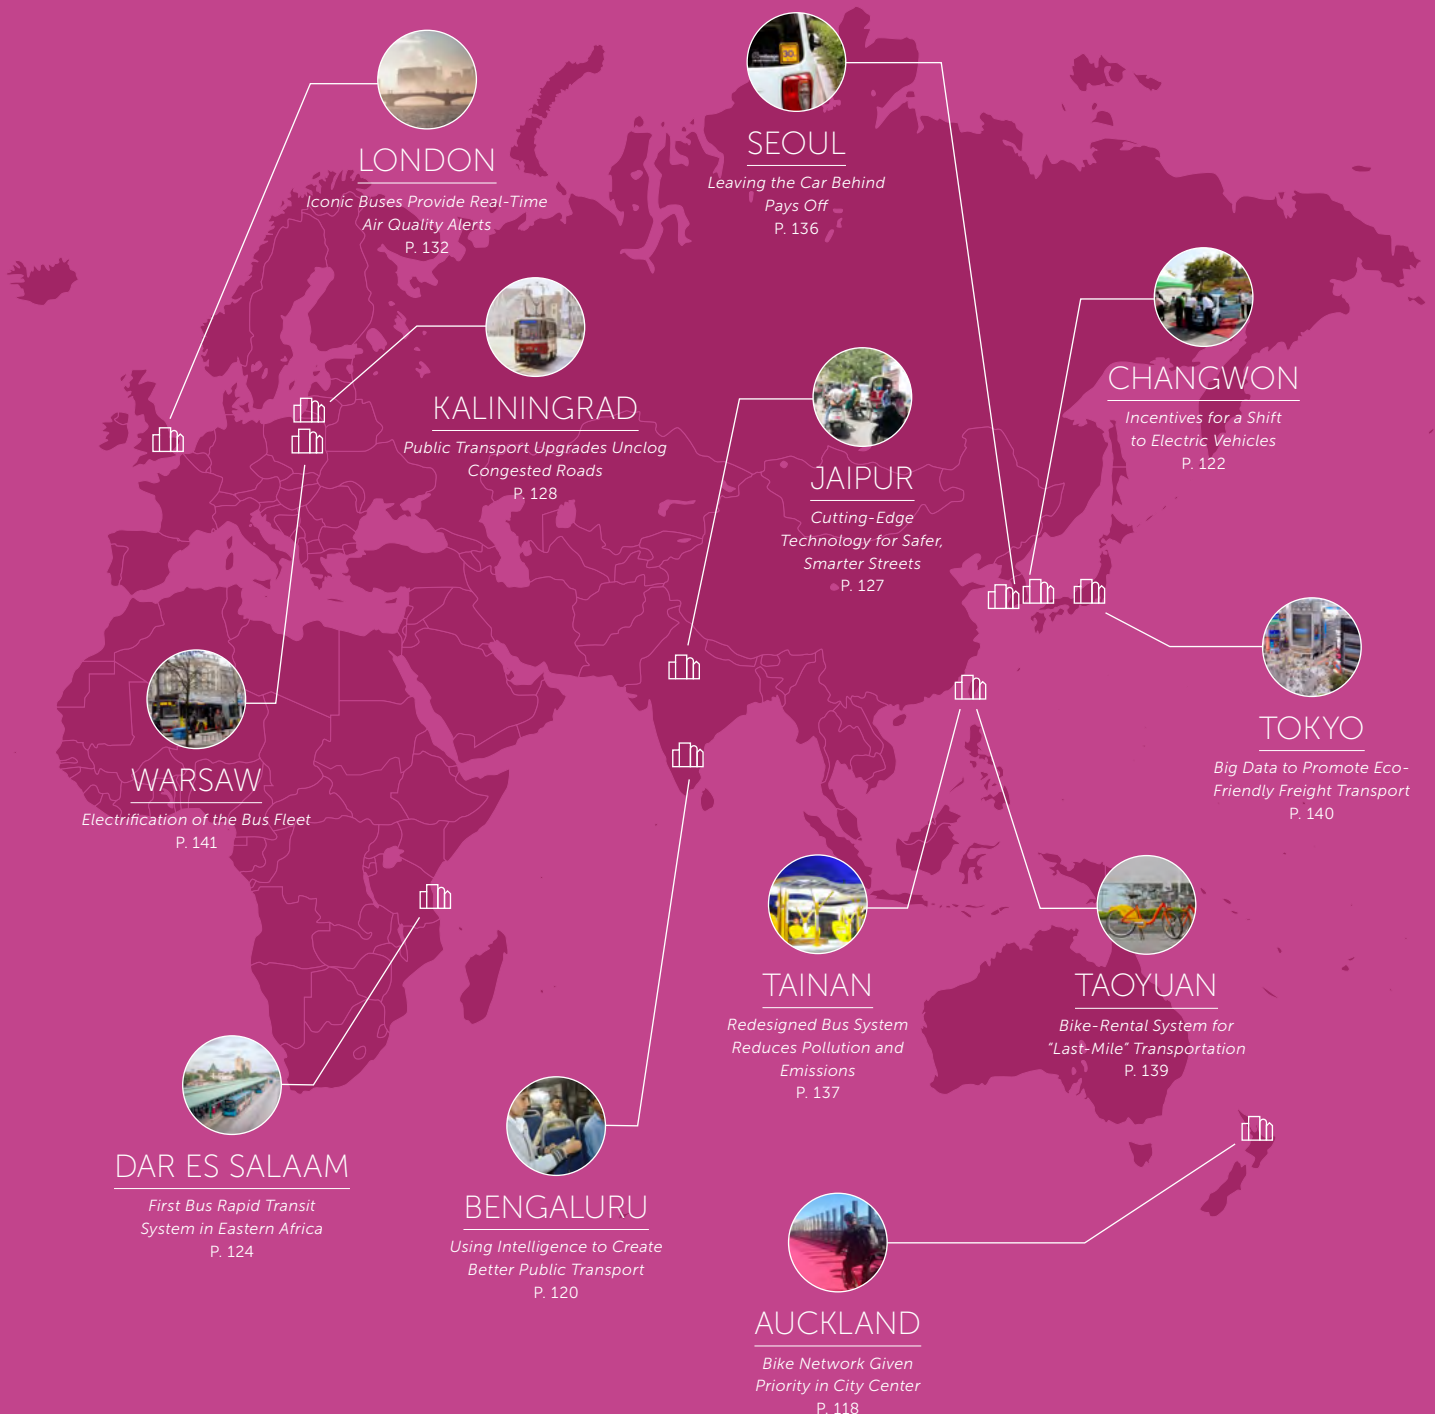 LONDON
Iconic Buses Provide Real-Time
Air Quality Alerts
P. 132
SEOUL
Leaving the Car Behind
Pays Off
P. 136
KALININGRAD
Public Transport Upgrades Unclog
Congested Roads
P. 128
CHANGWON
Incentives for a Shift
to Electric Vehicles
P. 122
JAIPUR
Cutting-Edge
Technology for Safer,
Smarter Streets
P. 127
WARSAW
Electrification of the Bus Fleet
P. 141
TOKYO
Big Data to Promote Eco-
Friendly Freight Transport
P. 140
TAINAN
Redesigned Bus System
Reduces Pollution and
Emissions
P. 137
TAOYUAN
Bike-Rental System for
“Last-Mile” Transportation
P. 139
DAR ES SALAAM
First Bus Rapid Transit
System in Eastern Africa
P. 124
BENGALURU
Using Intelligence to Create
Better Public Transport
P. 120
AUCKLAND
Bike Network Given
Priority in City Center
P. 118